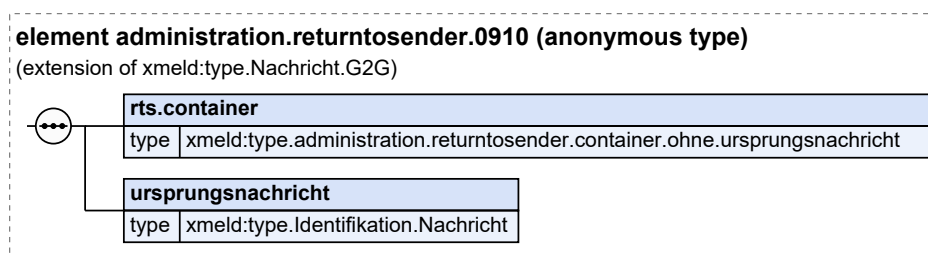 element administration.returntosender.0910 (anonymous type)
(extension of xmeld:type.Nachricht.G2G)
rts.container
type xmeld:type.administration.returntosender.container.ohne.ursprungsnachricht
ursprungsnachricht
type xmeld:type.Identifikation.Nachricht